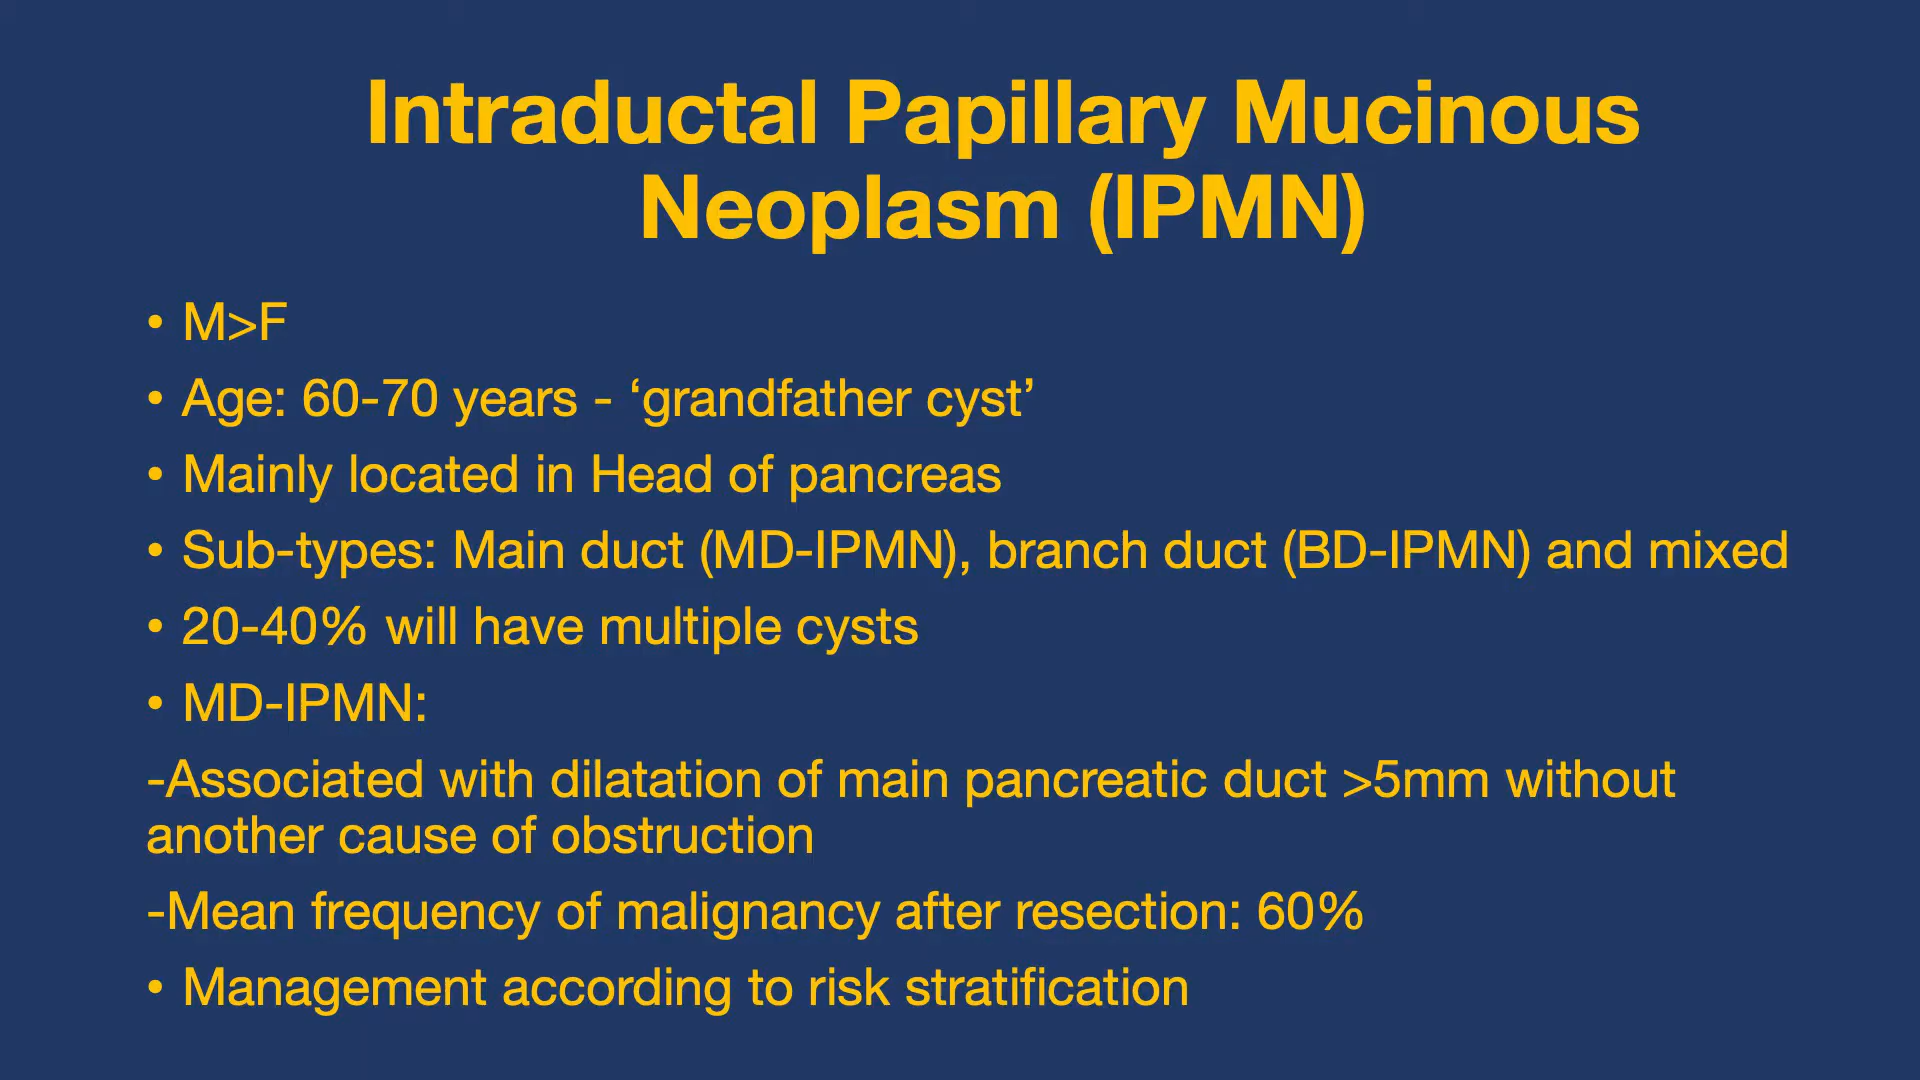 Intraductal Papillary Mucinous
Neoplasm (IPMN)
• M>F
• Age: 60-70 years - ‘grandfather cyst’
• Mainly located in Head of pancreas
• Sub-types: Main duct (MD-IPMN), branch duct (BD-IPMN) and mixed
• 20-40% will have multiple cysts
• MD-IPMN:
-Associated with dilatation of main pancreatic duct >5mm without
another cause of obstruction
-Mean frequency of malignancy after resection: 60%
• Management according to risk stratification